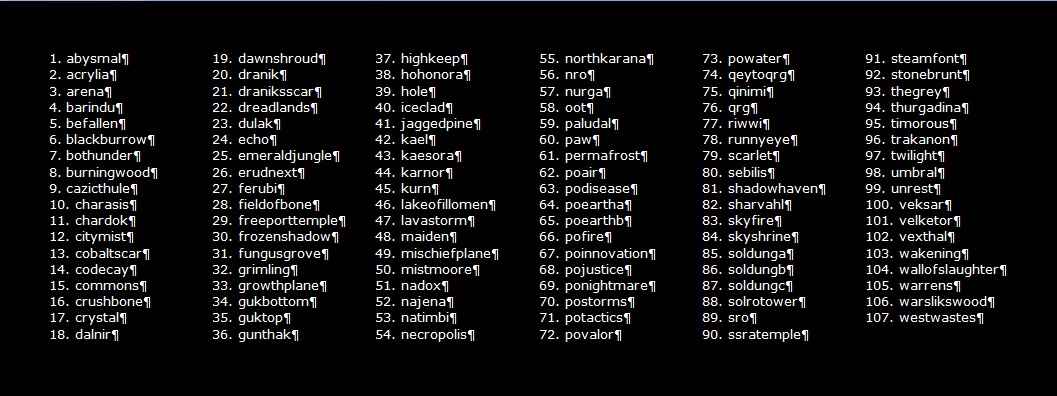 1. abysmal¶
2. acrylia¶
3. arena¶
4. barindu¶
5. befallen¶
6. blackburrow¶
7. bothunder¶
8. burningwood¶
9. cazicthule¶
10. charasis¶
11. chardok¶
12. citymist¶
13. cobaltscar¶
14. codecay¶
15. commons¶
16. crushbone¶
17. crystal¶
18. dalnir¶
19. dawnshroud¶
20. dranik¶
21. draniksscar¶
22. dreadlands¶
23. dulak¶
24. echo¶
25. emeraldjungle¶
26. erudnext¶
27. ferubi¶
28. fieldofbone¶
29. freeporttemple¶
30. frozenshadow¶
31. fungusgrove¶
32. grimling¶
33. growthplane¶
34. gukbottom¶
35. guktop¶
36. gunthak¶
37. highkeep¶
38. hohonora¶
39. hole¶
40. iceclad¶
41. jaggedpine¶
42. kael¶
43. kaesora¶
44. karnor¶
45. kurn¶
46. lakeofillomen¶
47. lavastorm¶
48. maiden¶
49. mischiefplane¶
50. mistmoore¶
51. nadox¶
52. najena¶
53. natimbi¶
54. necropolis¶
55. northkarana¶
56. nro¶
57. nurga¶
58. oot¶
59. paludal¶
60. paw¶
61. permafrost¶
62. poair¶
63. podisease¶
64. poeartha¶
65. poearthb¶
66. pofire¶
67. poinnovation¶
68. pojustice¶
69. ponightmare¶
70. postorms¶
71. potactics¶
72. povalor¶
73. powater¶
74. qeytoqrg¶
75. qinimi¶
76. qrg¶
77. riwwi¶
78. runnyeye¶
79. scarlet¶
80. sebilis¶
81. shadowhaven¶
82. sharvahl¶
83. skyfire¶
84. skyshrine¶
85. soldunga¶
86. soldungb¶
87. soldungc¶
88. solrotower¶
89. sro¶
90. ssratemple¶
91. steamfont¶
92. stonebrunt¶
93. thegrey¶
94. thurgadina¶
95. timorous¶
96. trakanon¶
97. twilight¶
98. umbral¶
99. unrest¶
100. veksar¶
101. velketor¶
102. vexthal¶
103. wakening¶
104. wallofslaughter¶
105. warrens¶
106. warslikswood¶
107. westwastes¶